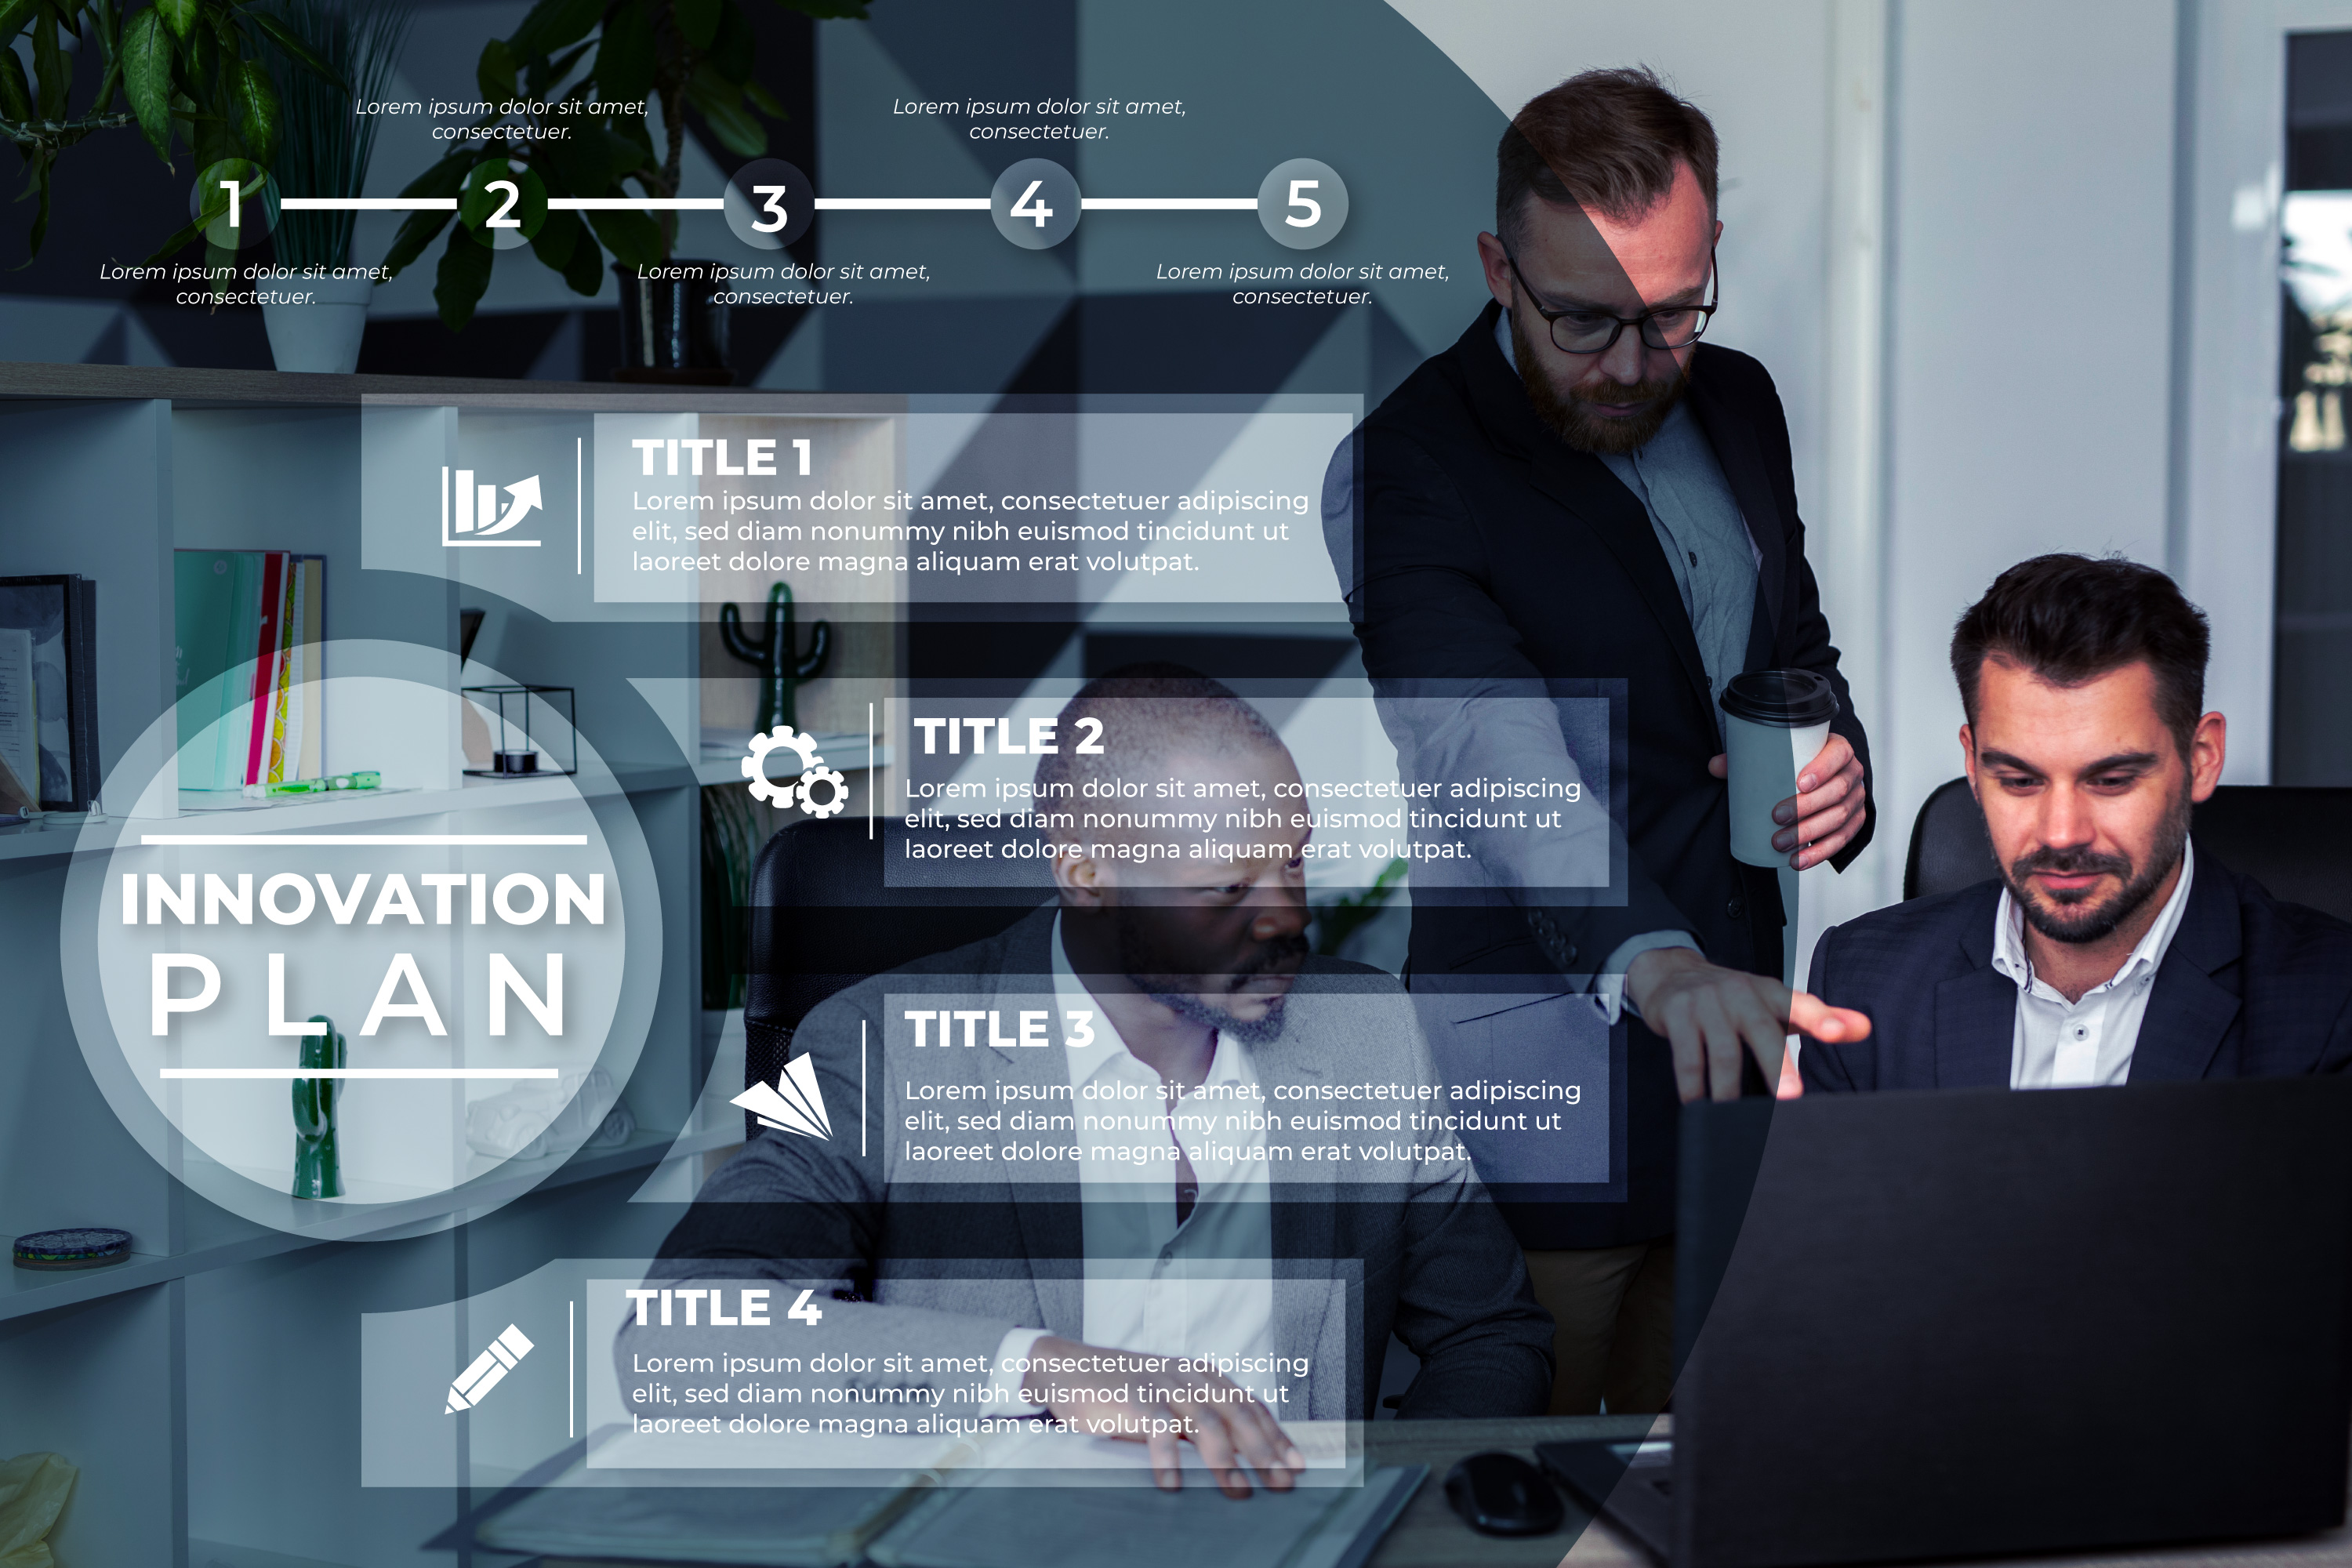 Lorem ipsum dolor sit amet,
consectetuer.
Lorem ipsum dolor sit amet,
consectetuer.
1
2
3
4
5
Lorem ipsum dolor sit amet,
consectetuer.
Lorem ipsum dolor sit amet,
consectetuer.
Lorem ipsum dolor sit amet,
consectetuer.
TITLE 1
Lorem ipsum dolor sit amet, consectetuer adipiscing
elit, sed diam nonummy nibh euismod tincidunt ut
laoreet dolore magna aliquam erat volutpat.
TITLE 2
Lorem ipsum dolor sit amet, consectetuer adipiscing
elit, sed diam nonummy nibh euismod tincidunt ut
laoreet dolore magna aliquam erat volutpat.
INNOVATION
PLAN
TITLE 3
Lorem ipsum dolor sit amet, consectetuer adipiscing
elit, sed diam nonummy nibh euismod tincidunt ut
laoreet dolore magna aliquam erat volutpat.
TITLE 4
Lorem ipsum dolor sit amet, consectetuer adipiscing
elit, sed diam nonummy nibh euismod tincidunt ut
laoreet dolore magna aliquam erat volutpat.